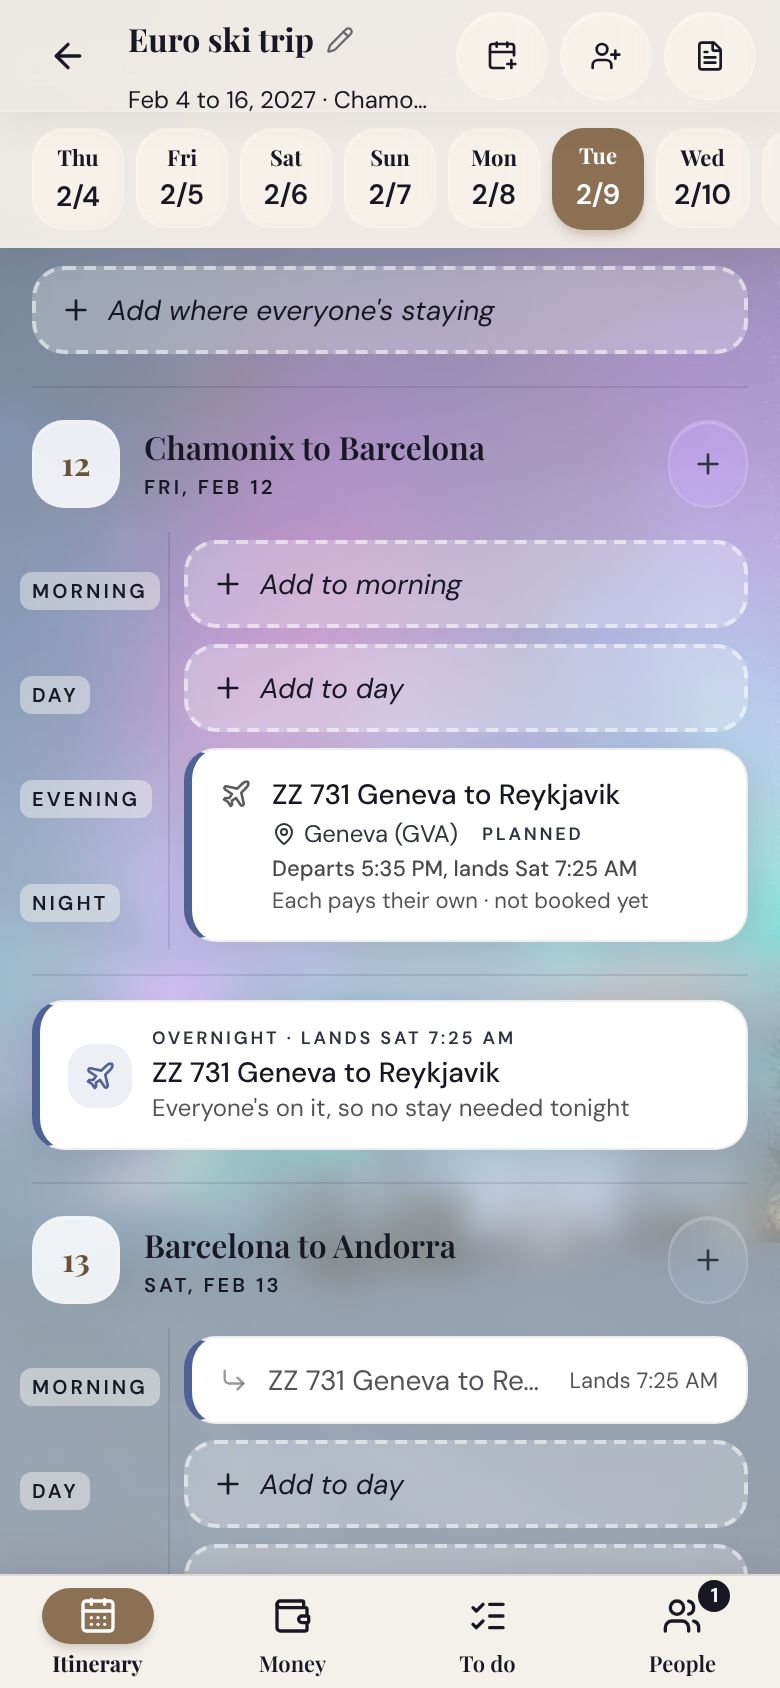 Euro ski trip
Feb 4 to 16, 2027 · Chamo...
Thu
2/4
Fri
2/5
Sat
2/6
Sun
2/7
Mon
2/8
Tue
2/9
Wed
2/10
+ Add where everyone's staying
12
Chamonix to Barcelona
FRI, FEB 12
+
MORNING
+ Add to morning
DAY
+ Add to day
EVENING
NIGHT
ZZ 731 Geneva to Reykjavik
Geneva (GVA) PLANNED
Departs 5:35 PM, lands Sat 7:25 AM
Each pays their own · not booked yet
OVERNIGHT · LANDS SAT 7:25 AM
ZZ 731 Geneva to Reykjavik
Everyone's on it, so no stay needed tonight
13
Barcelona to Andorra
SAT, FEB 13
+
MORNING
ZZ 731 Geneva to Re... Lands 7:25 AM
DAY
+ Add to day
1
Itinerary
Money
To do
People